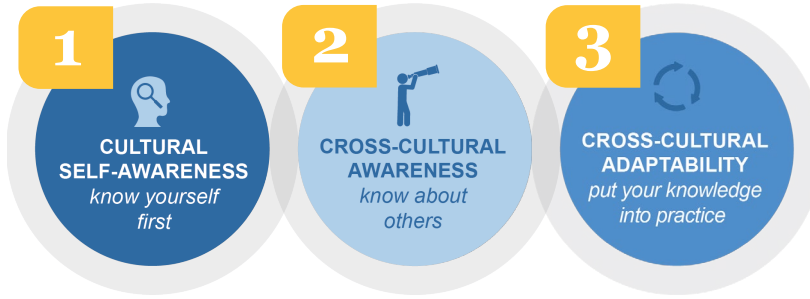 1
CULTURAL
SELF-AWARENESS
know yourself
first
2
CROSS-CULTURAL
AWARENESS
know about
others
3
CROSS-CULTURAL
ADAPTABILITY
put your knowledge
into practice